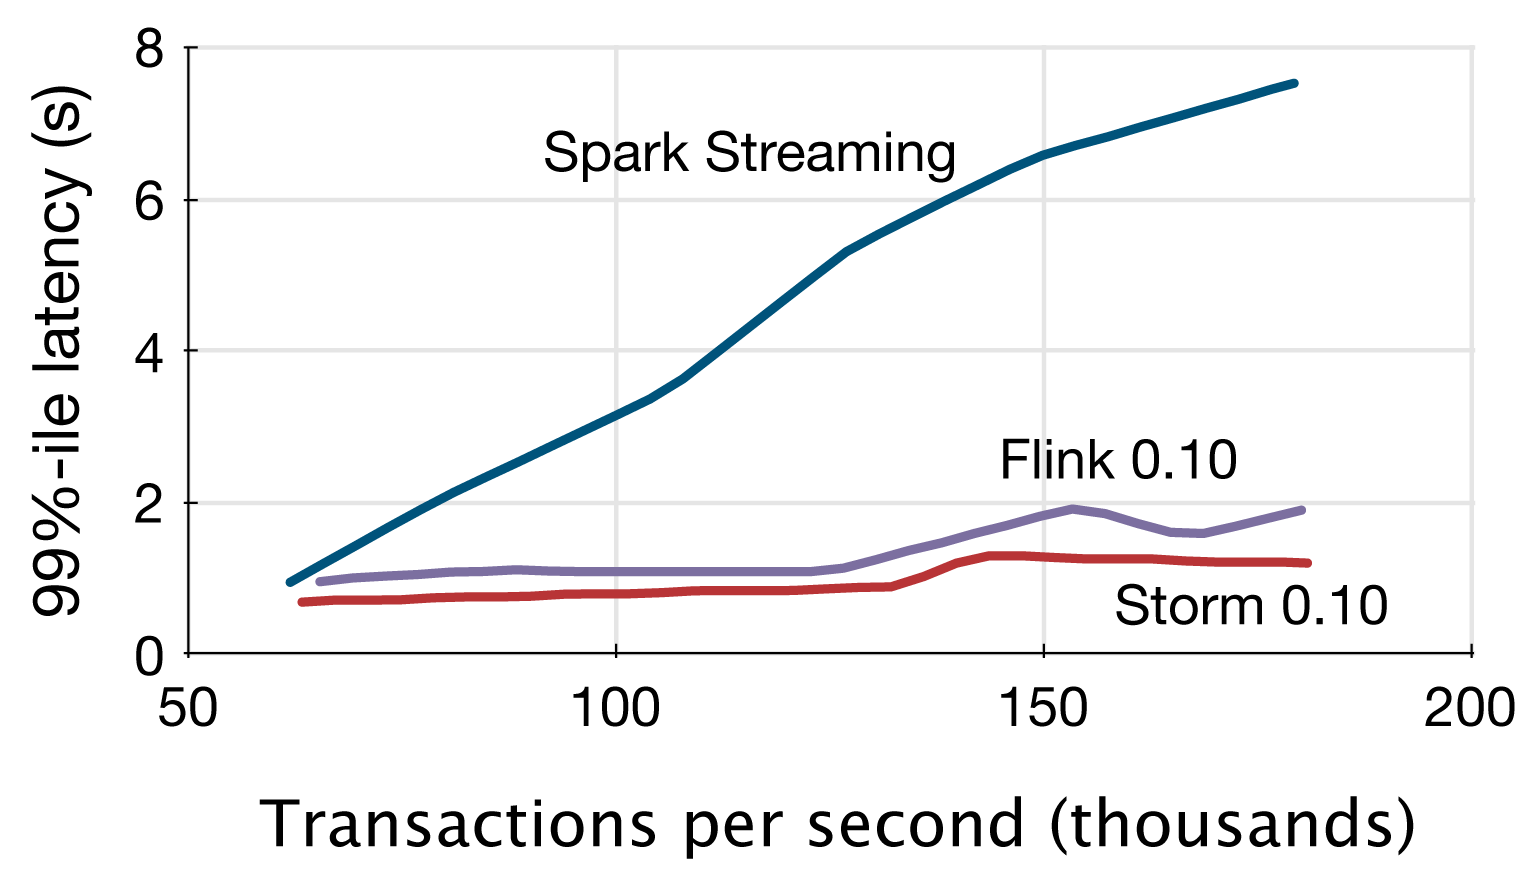 99%-ile latency (s)
8
6
4
2
0
Spark Streaming
Flink 0.10
Storm 0.10
50 100 150 200
Transactions per second (thousands)